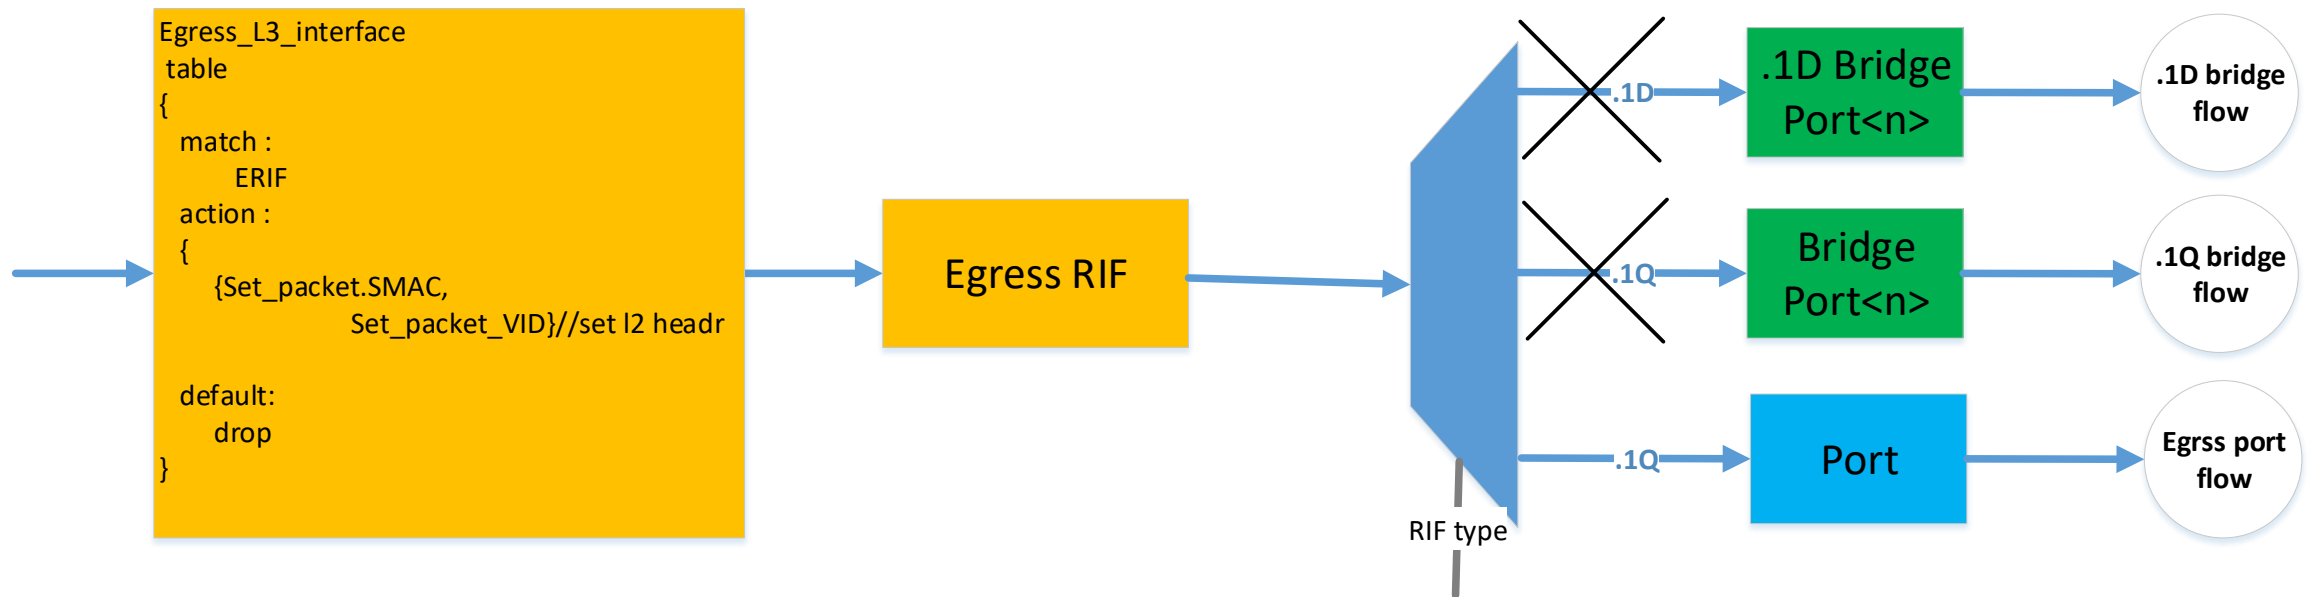 Egress_L3_interface
table
{
match :
ERIF
action :
{
{Set_packet.SMAC,
Set_packet_VID}//set l2 headr
default:
drop
}
Egress RIF
RIF type
.1D
.1D Bridge
Port<n>
.1D bridge
flow
.1Q
Bridge
Port<n>
.1Q bridge
flow
.1Q
Port
Egrss port
flow